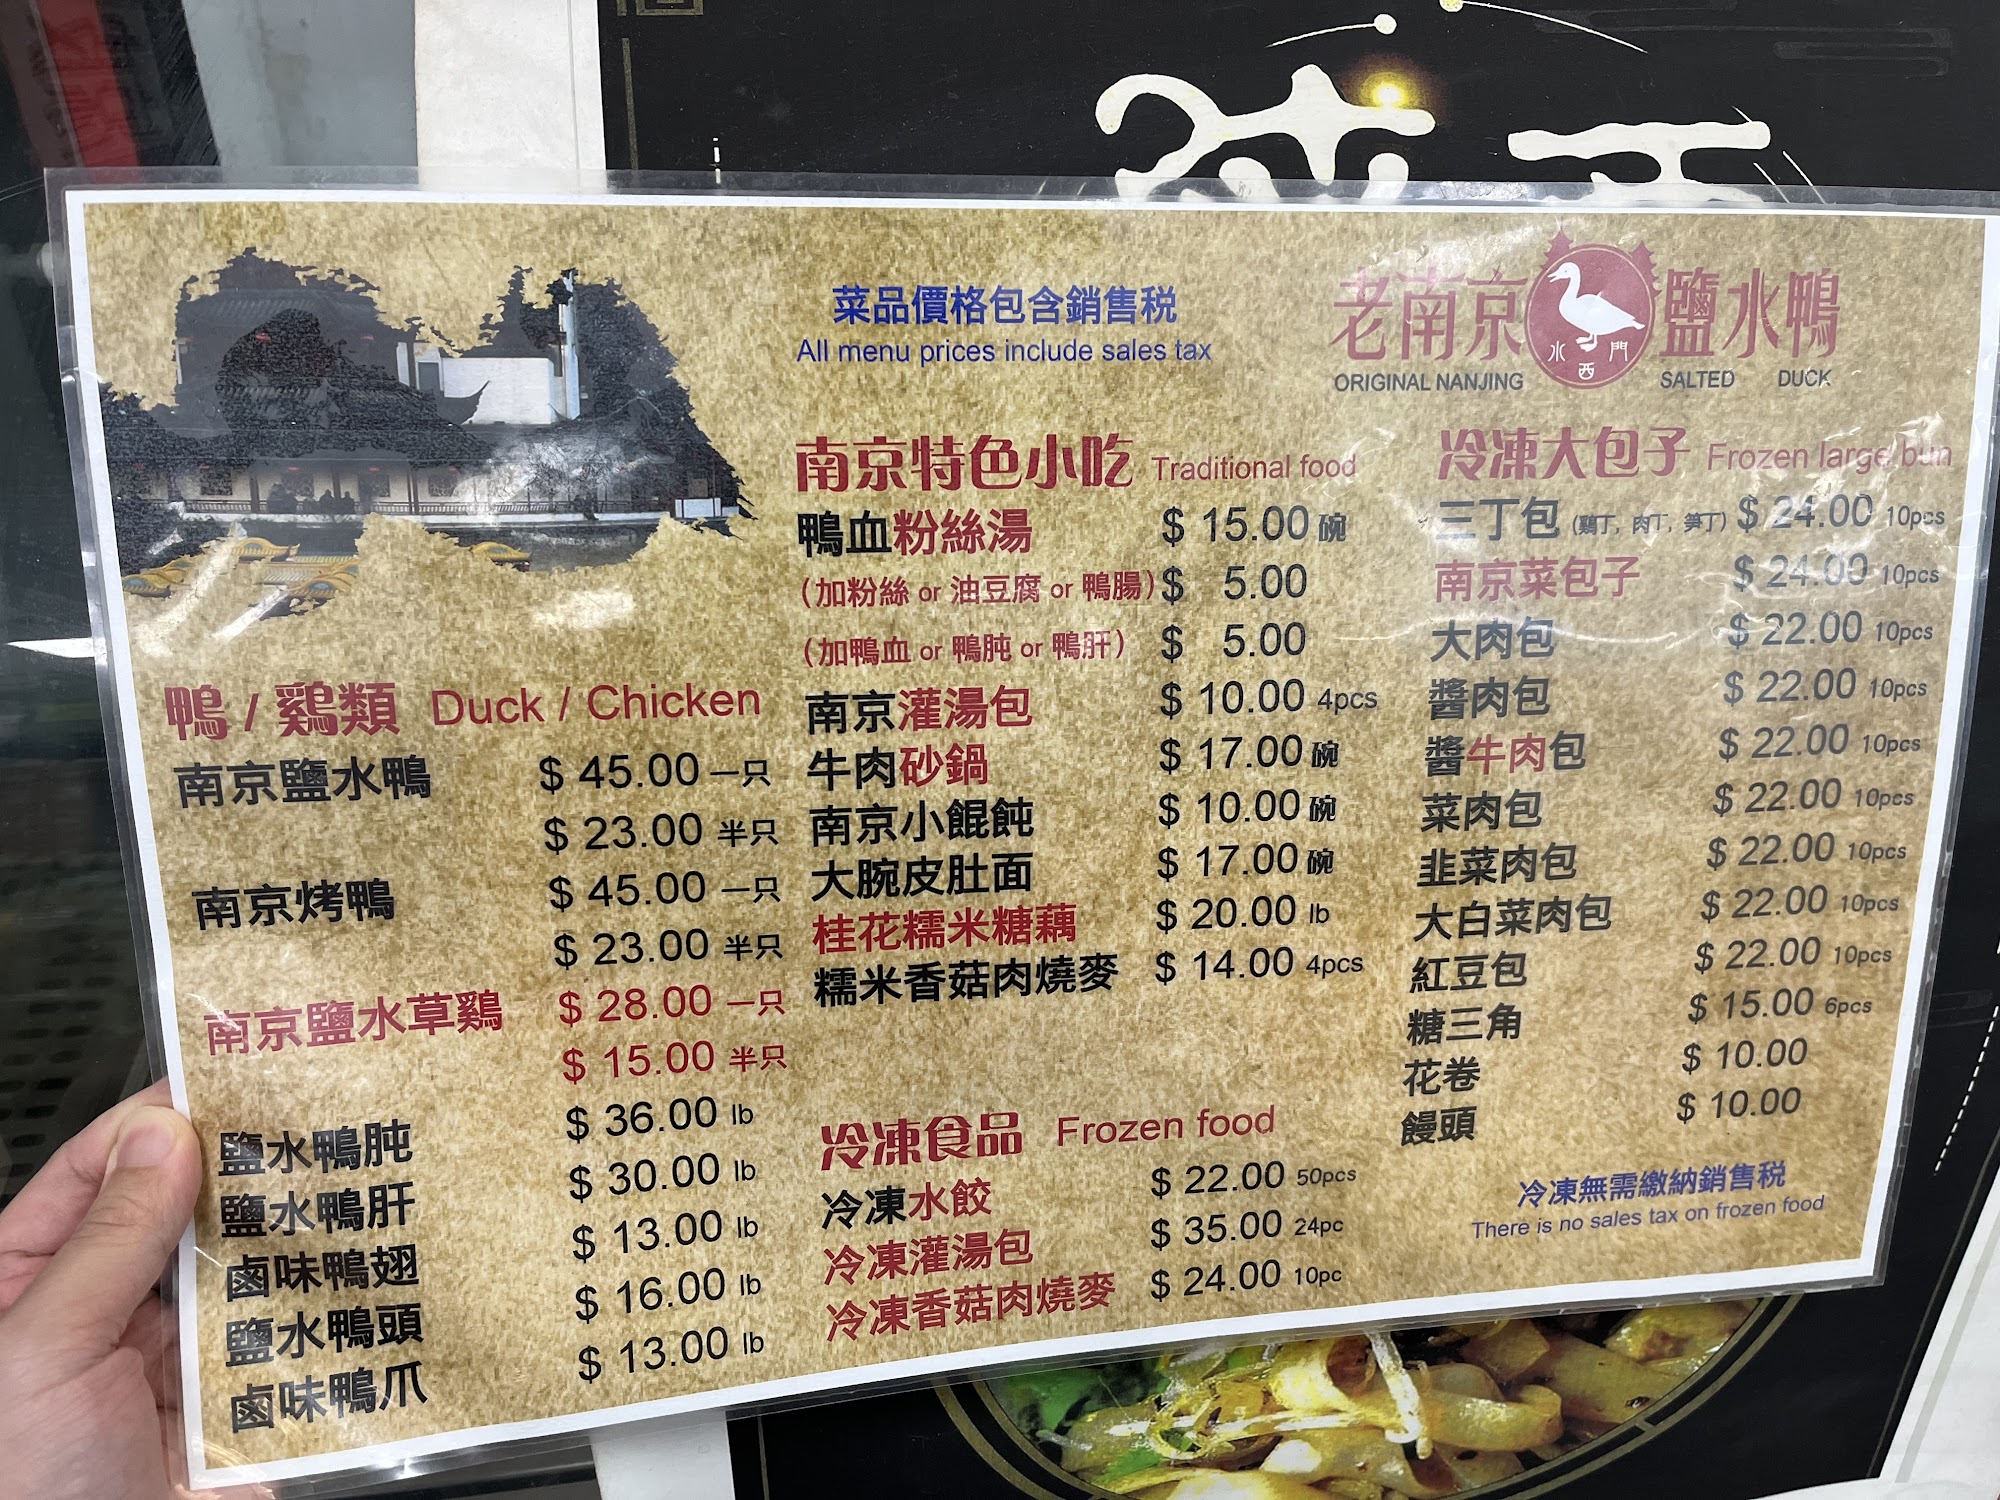 菜品價格包含銷售税
All menu prices include sales tax
老南京 鹽水鴨
水西門
ORIGINAL NANJING SALTED DUCK
鴨 / 鷄類 Duck / Chicken
南京鹽水鴨 $ 45.00 一只
$ 23.00 半只
南京烤鴨 $ 45.00 一只
$ 23.00 半只
南京鹽水草鷄 $ 28.00 一只
$ 15.00 半只
鹽水鴨肫 $ 36.00 lb
鹽水鴨肝 $ 30.00 lb
鹵味鴨翅 $ 13.00 lb
鹽水鴨頭 $ 16.00 lb
鹵味鴨爪 $ 13.00 lb
南京特色小吃 Traditional food
鴨血粉絲湯 $ 15.00 碗
(加粉絲 or 油豆腐 or 鴨腸) $ 5.00
(加鴨血 or 鴨肫 or 鴨肝) $ 5.00
南京灌湯包 $ 10.00 4pcs
牛肉砂鍋 $ 17.00 碗
南京小餛飩 $ 10.00 碗
大腕皮肚面 $ 17.00 碗
桂花糯米糖藕 $ 20.00 lb
糯米香菇肉燒麥 $ 14.00 4pcs
冷凍食品 Frozen food
冷凍水餃 $ 22.00 50pcs
冷凍灌湯包 $ 35.00 24pc
冷凍香菇肉燒麥 $ 24.00 10pc
冷凍大包子 Frozen large bun
三丁包 (鷄丁, 肉丁, 笋丁) $ 24.00 10pcs
南京菜包子 $ 24.00 10pcs
大肉包 $ 22.00 10pcs
醬肉包 $ 22.00 10pcs
醬牛肉包 $ 22.00 10pcs
菜肉包 $ 22.00 10pcs
韭菜肉包 $ 22.00 10pcs
大白菜肉包 $ 22.00 10pcs
紅豆包 $ 22.00 10pcs
糖三角 $ 15.00 6pcs
花卷 $ 10.00
饅頭 $ 10.00
冷凍無需繳納銷售税
There is no sales tax on frozen food